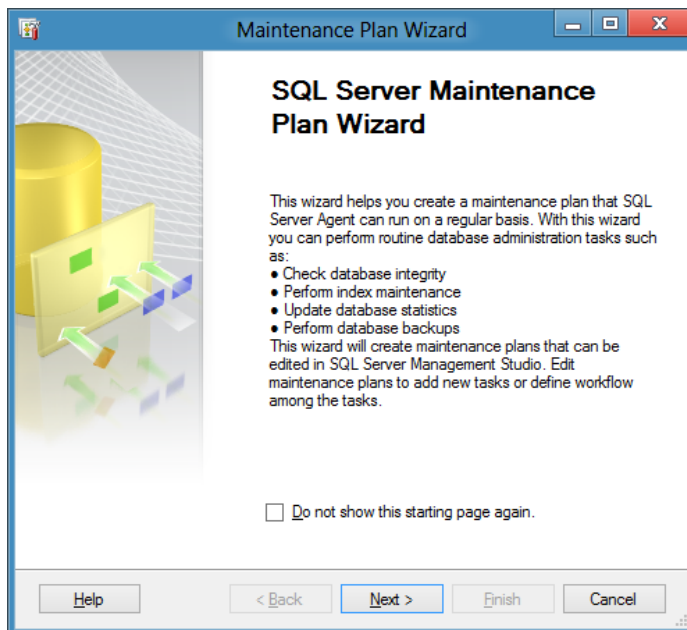 Maintenance Plan Wizard
SQL Server Maintenance
Plan Wizard
This wizard helps you create a maintenance plan that SQL
Server Agent can run on a regular basis. With this wizard
you can perform routine database administration tasks such
as:
● Check database integrity
● Perform index maintenance
● Update database statistics
● Perform database backups
This wizard will create maintenance plans that can be
edited in SQL Server Management Studio. Edit
maintenance plans to add new tasks or define workflow
among the tasks.
Do not show this starting page again.
Help < Back Next > Finish Cancel